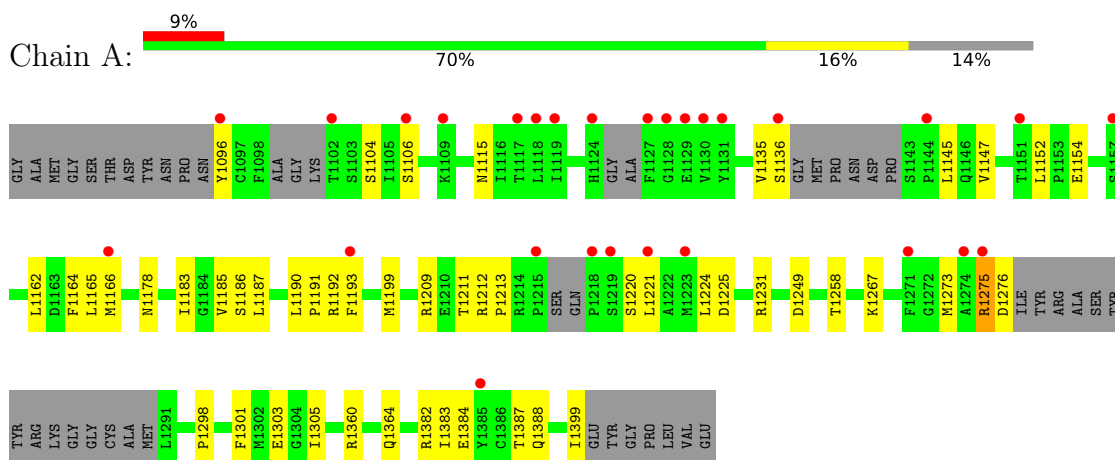 9%
Chain A:
70% 16% 14%
GLY ALA MET GLY SER THR ASP TYR ASN PRO ASN Y1096 C1097 F1098 ALA GLY LYS T1102 S1103 S1104 I1105 S1106 K1109 N1115 I1116 T1117 L1118 I1119 H1124 GLY ALA F1127 G1128 E1129 V1130 Y1131 V1135 S1136 GLY MET PRO ASN ASP PRO S1143 P1144 L1145 Q1146 V1147 T1151 L1152 P1153 E1154 S1157
L1162 D1163 F1164 L1165 M1166 N1178 I1183 G1184 V1185 S1186 L1187 L1190 P1191 R1192 F1193 M1199 R1209 E1210 T1211 R1212 P1213 R1214 P1215 SER GLN P1218 S1219 S1220 L1221 A1222 M1223 L1224 D1225 R1231 D1249 T1258 K1267 F1271 G1272 M1273 A1274 R1275 D1276 ILE TYR ARG ALA SER TYR
TYR ARG LYS GLY GLY CYS ALA MET L1291 P1298 F1301 M1302 E1303 G1304 I1305 R1360 Q1364 R1382 I1383 E1384 Y1385 C1386 T1387 Q1388 I1399 GLU TYR GLY PRO LEU VAL GLU